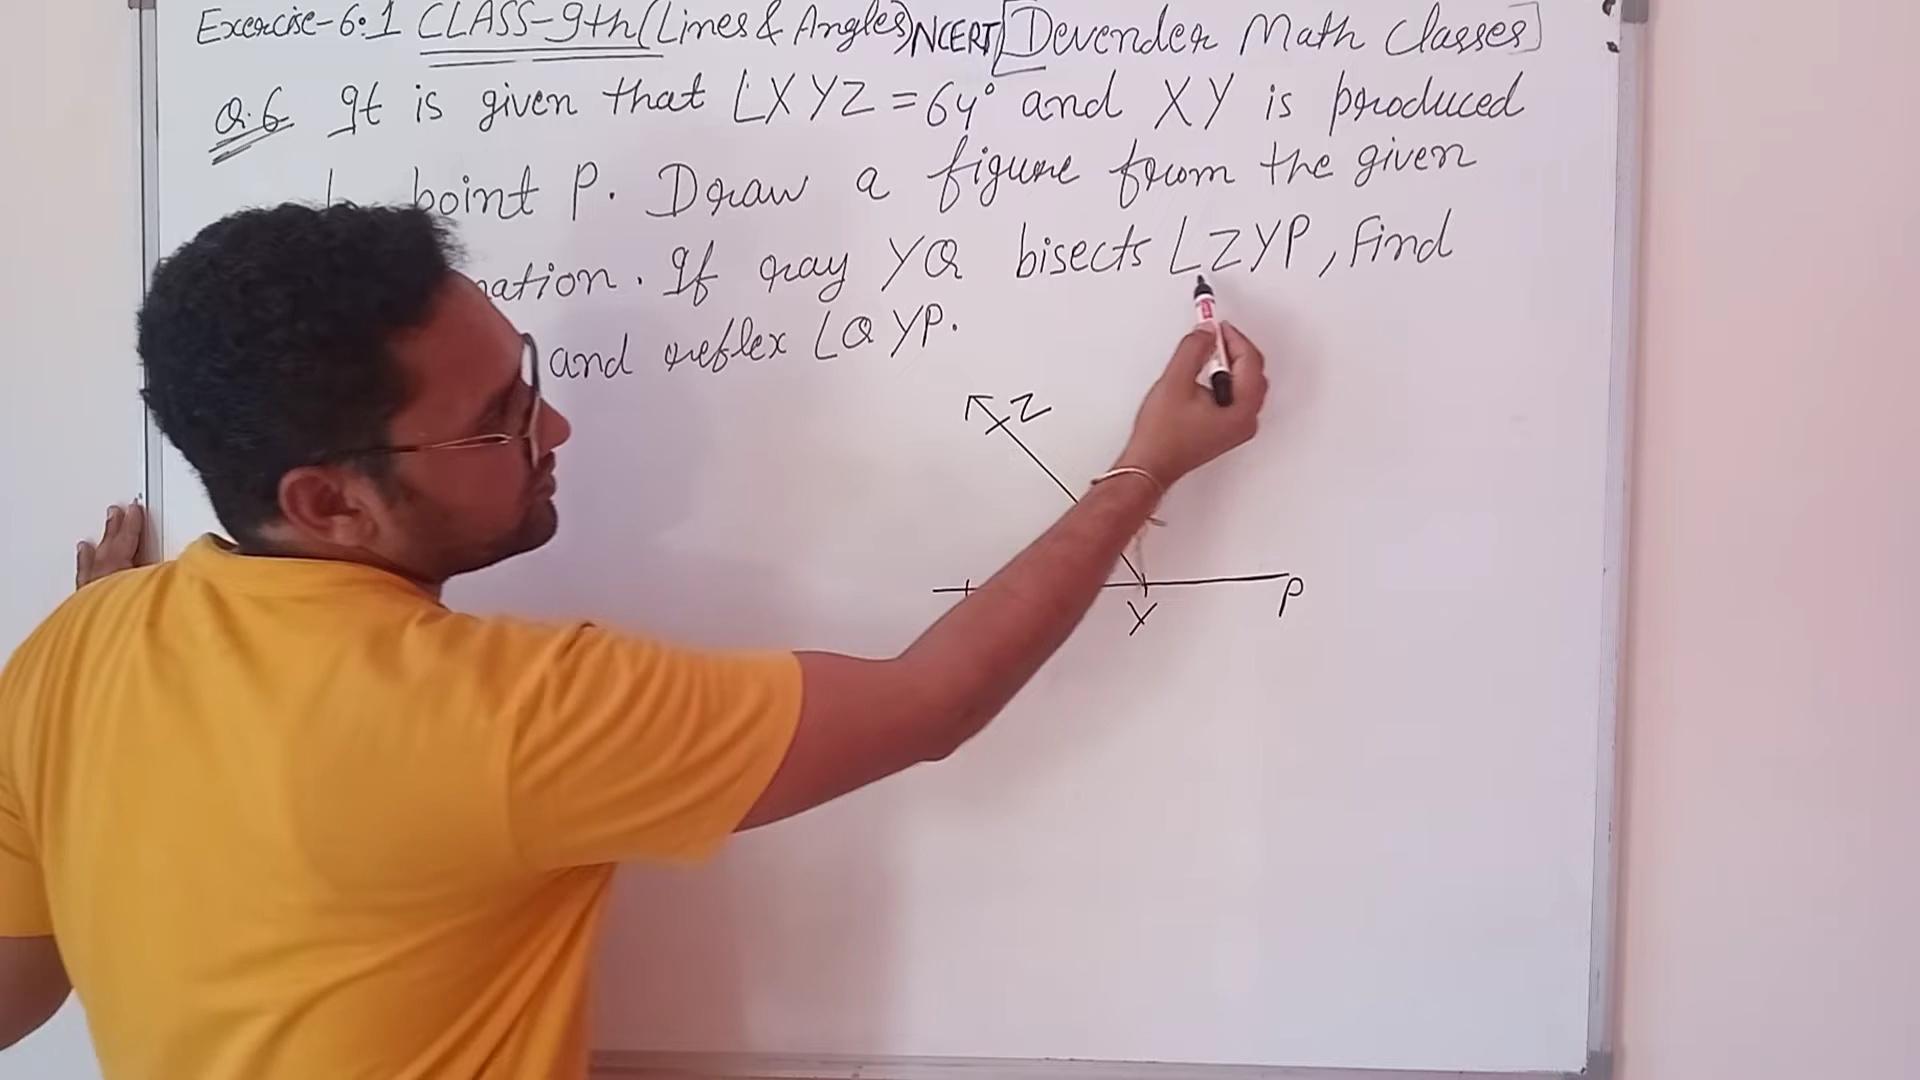 Exercise-6.1 CLASS-9th (Lines & Angles) NCERT [Devender Math Classes]
Q.6 It is given that ∠XYZ = 64° and XY is produced
point P. Draw a figure from the given
If ray YQ bisects ∠ZYP, Find
and reflex ∠QYP.
Z
P
Y